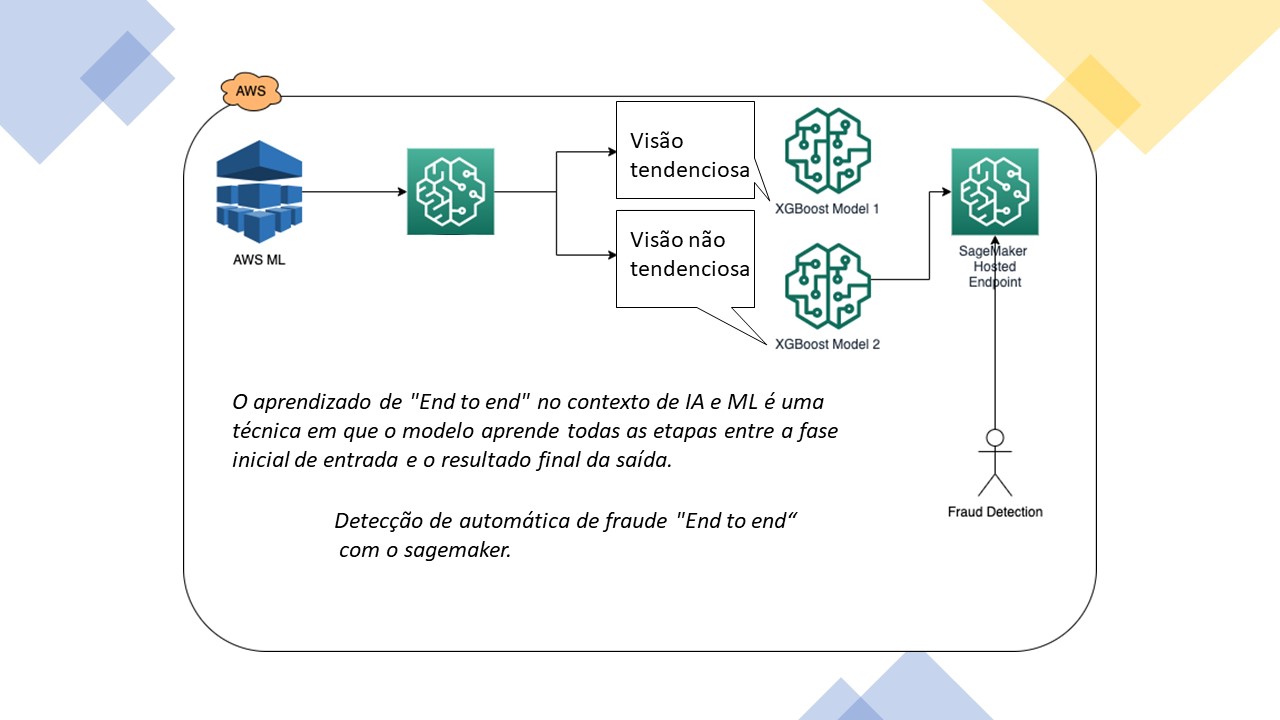 AWS
AWS ML
Visão
tendenciosa
XGBoost Model 1
Visão não
tendenciosa
XGBoost Model 2
SageMaker
Hosted
Endpoint
O aprendizado de "End to end" no contexto de IA e ML é uma
técnica em que o modelo aprende todas as etapas entre a fase
inicial de entrada e o resultado final da saída.
Detecção de automática de fraude "End to end“
com o sagemaker.
Fraud Detection